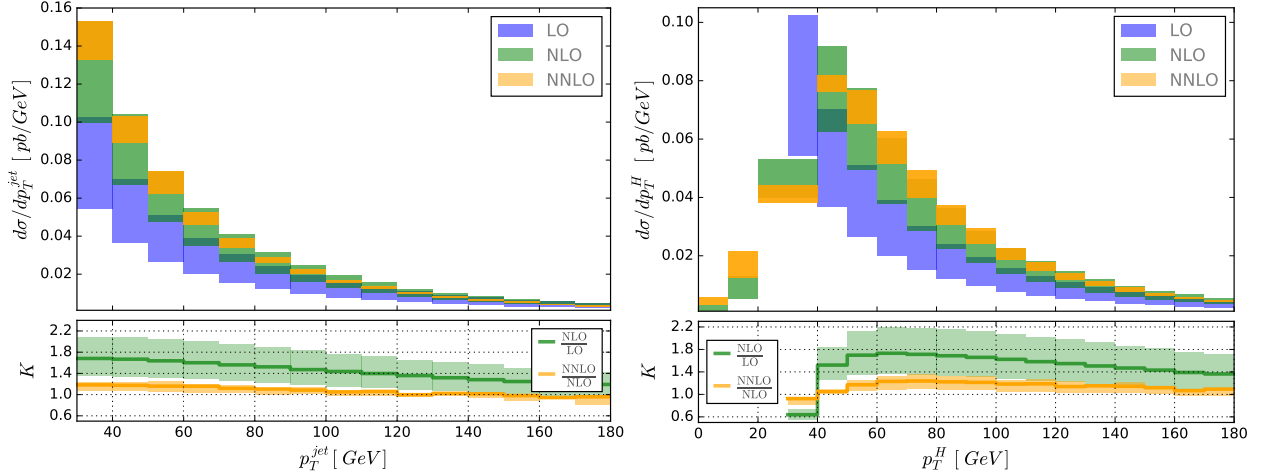 0.16
0.14
0.12
0.10
0.08
0.06
0.04
0.02
dσ/dp_T^{jet} [pb/GeV]
LO
NLO
NNLO
2.2
1.8
1.4
1.0
0.6
K
NLO/LO
NNLO/NLO
40 60 80 100 120 140 160 180
p_T^{jet} [GeV]
0.10
0.08
0.06
0.04
0.02
dσ/dp_T^H [pb/GeV]
LO
NLO
NNLO
2.2
1.8
1.4
1.0
0.6
K
NLO/LO
NNLO/NLO
0 20 40 60 80 100 120 140 160 180
p_T^H [GeV]